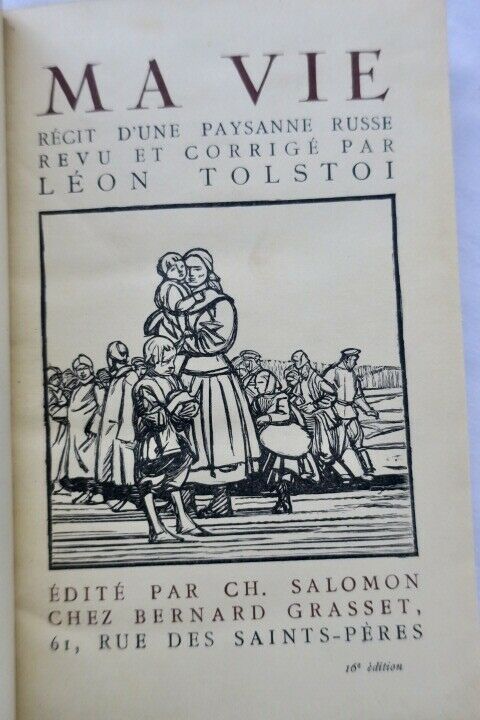 MA VIE
RÉCIT D'UNE PAYSANNE RUSSE
REVU ET CORRIGÉ PAR
LÉON TOLSTOI
ÉDITÉ PAR CH. SALOMON
CHEZ BERNARD GRASSET,
61, RUE DES SAINTS-PÈRES
16e édition